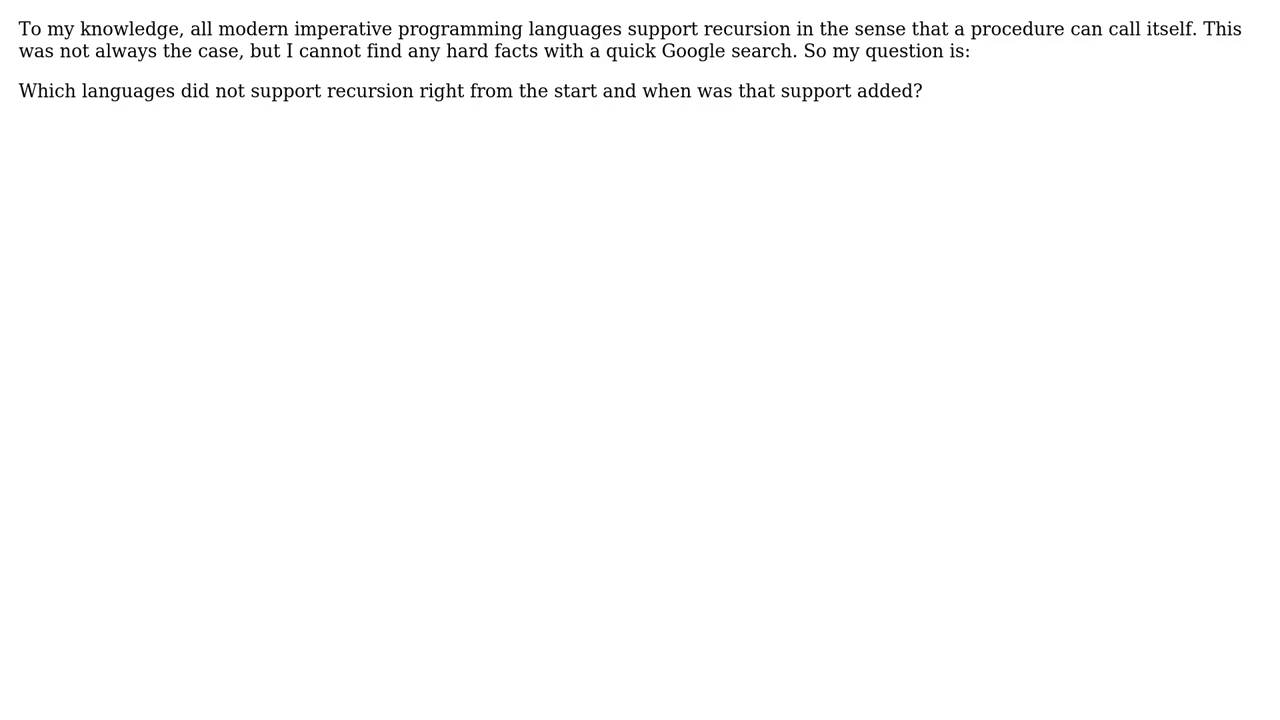 To my knowledge, all modern imperative programming languages support recursion in the sense that a procedure can call itself. This
was not always the case, but I cannot find any hard facts with a quick Google search. So my question is:
Which languages did not support recursion right from the start and when was that support added?